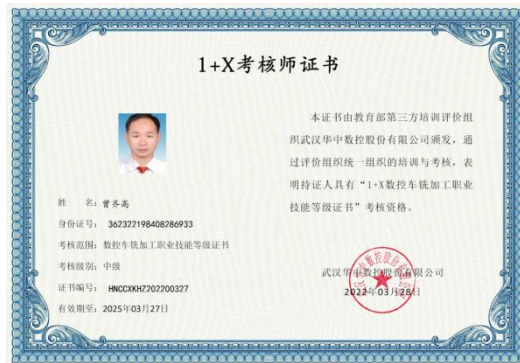 1+X考核师证书
姓 名：曾齐高
身份证号： 362322198408286933
考核范围：数控车铣加工职业技能等级证书
考核级别：中级
证书编号： HNCCXKHZ202200327
有效期至：2025年03月27日
本证书由教育部第三方培训评价组
织武汉华中数控股份有限公司颁发，通
过评价组织统一组织的培训与考核，表
明持证人具有“1+X数控车铣加工职业
技能等级证书”考核资格。
武汉华中数控股份有限公司
2022年03月28日